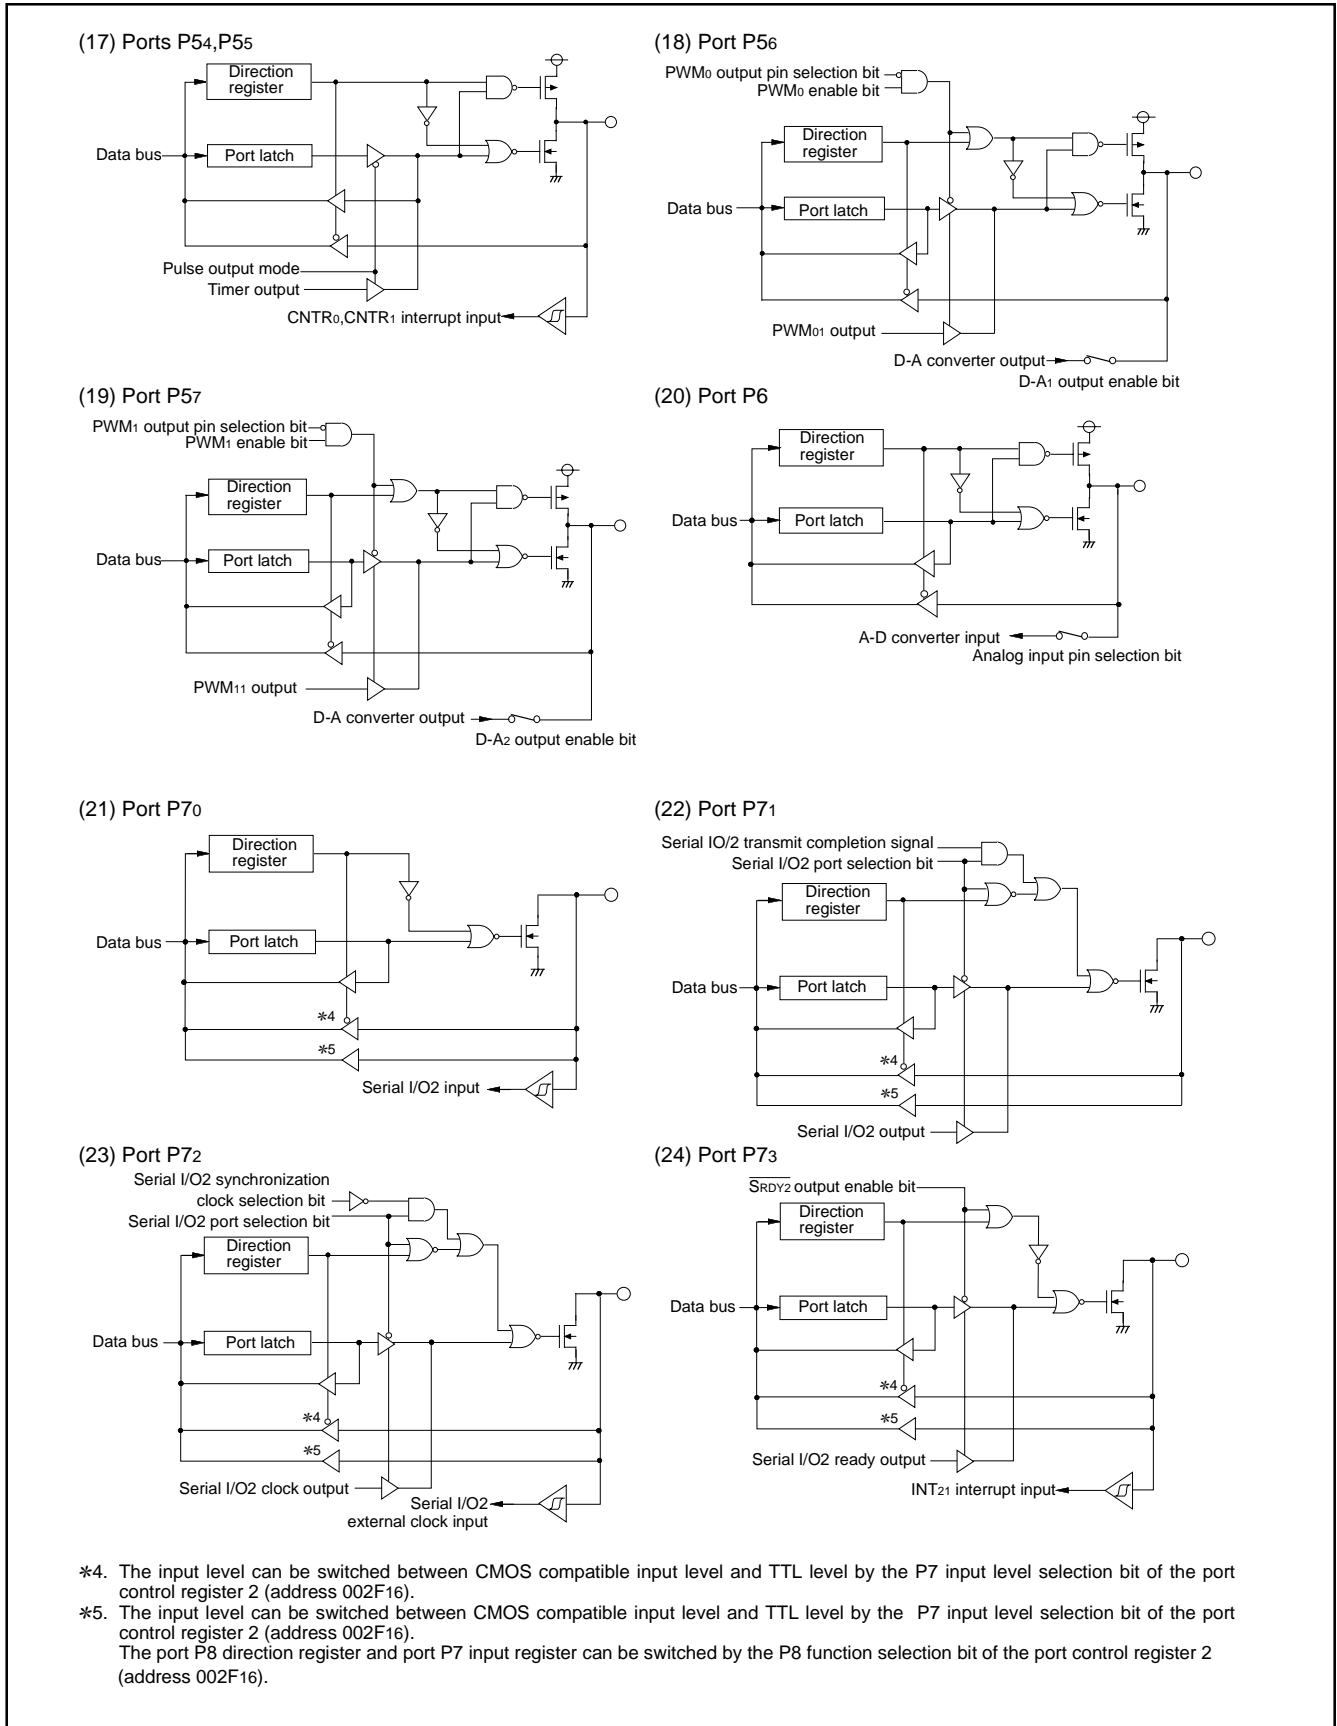 (17) Ports P54,P55
Direction
register
Data bus
Port latch
Pulse output mode
Timer output
CNTR0,CNTR1 interrupt input
(18) Port P56
PWM0 output pin selection bit
PWM0 enable bit
Direction
register
Data bus
Port latch
PWM01 output
D-A converter output
D-A1 output enable bit
(19) Port P57
PWM1 output pin selection bit
PWM1 enable bit
Direction
register
Data bus
Port latch
PWM11 output
D-A converter output
D-A2 output enable bit
(20) Port P6
Direction
register
Data bus
Port latch
A-D converter input
Analog input pin selection bit
(21) Port P70
Direction
register
Data bus
Port latch
*4
*5
Serial I/O2 input
(22) Port P71
Serial IO/2 transmit completion signal
Serial I/O2 port selection bit
Direction
register
Data bus
Port latch
*4
*5
Serial I/O2 output
(23) Port P72
Serial I/O2 synchronization
clock selection bit
Serial I/O2 port selection bit
Direction
register
Data bus
Port latch
*4
*5
Serial I/O2 clock output
Serial I/O2
external clock input
(24) Port P73
SRDY2 output enable bit
Direction
register
Data bus
Port latch
*4
*5
Serial I/O2 ready output
INT21 interrupt input
*4. The input level can be switched between CMOS compatible input level and TTL level by the P7 input level selection bit of the port
control register 2 (address 002F16).
*5. The input level can be switched between CMOS compatible input level and TTL level by the P7 input level selection bit of the port
control register 2 (address 002F16).
The port P8 direction register and port P7 input register can be switched by the P8 function selection bit of the port control register 2
(address 002F16).